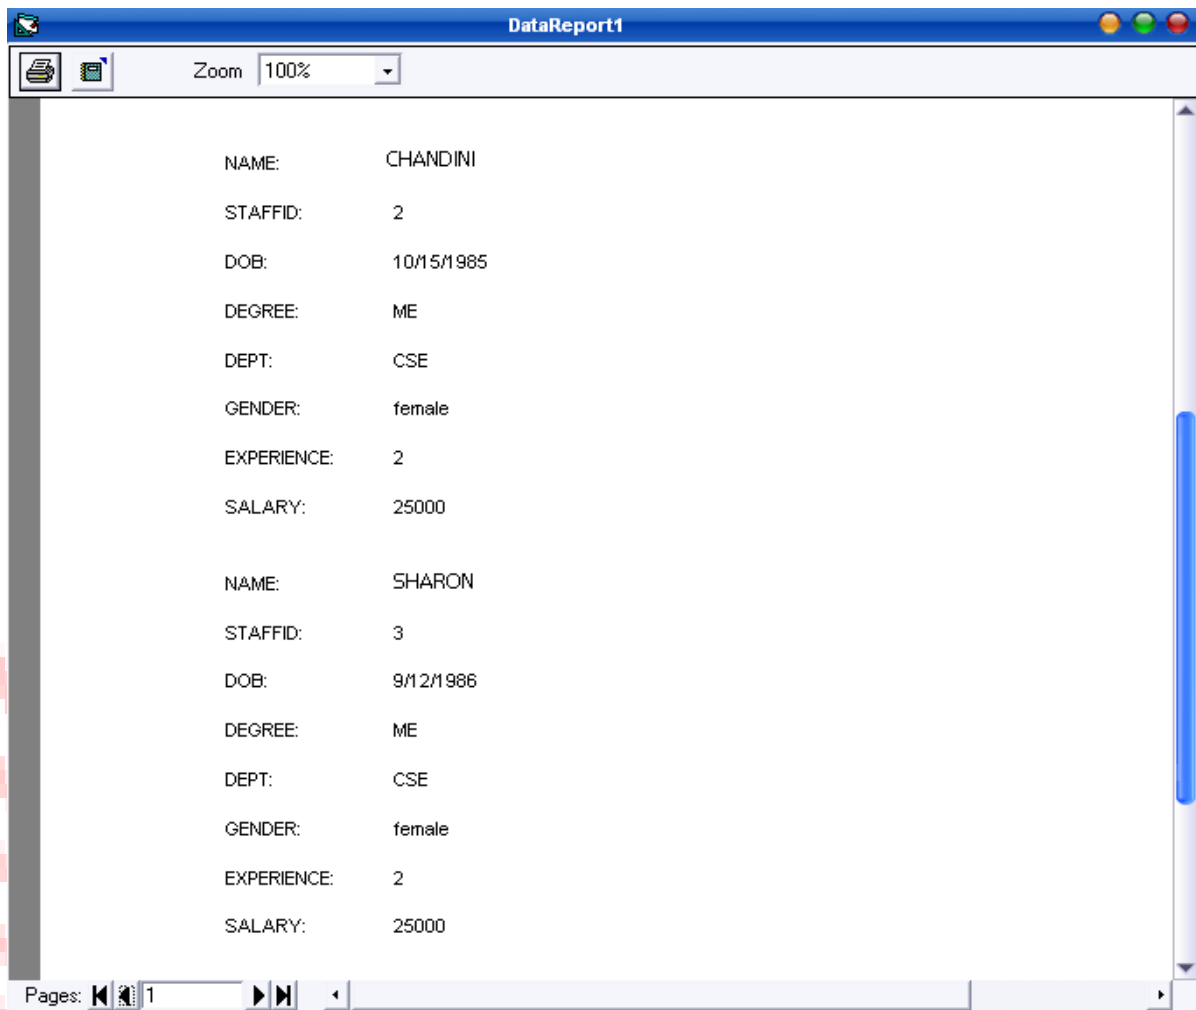 DataReport1
Zoom 100%
NAME: CHANDINI
STAFFID: 2
DOB: 10/15/1985
DEGREE: ME
DEPT: CSE
GENDER: female
EXPERIENCE: 2
SALARY: 25000
NAME: SHARON
STAFFID: 3
DOB: 9/12/1986
DEGREE: ME
DEPT: CSE
GENDER: female
EXPERIENCE: 2
SALARY: 25000
Pages: 1